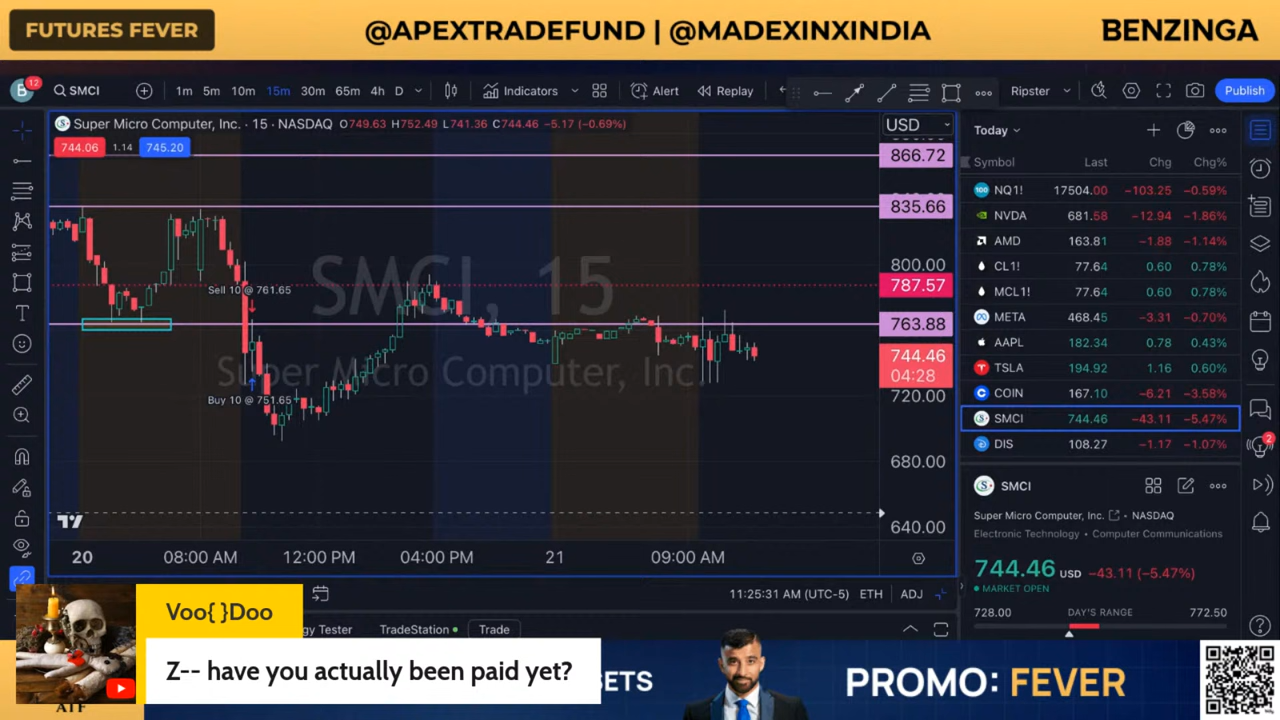 FUTURES FEVER
@APEXTRADEFUND | @MADEXINXINDIA
BENZINGA
B
12
SMCI
1m 5m 10m 15m 30m 65m 4h D
Indicators
Alert
Replay
Ripster
Publish
Super Micro Computer, Inc. · 15 · NASDAQ O749.63 H752.49 L741.36 C744.46 −5.17 (−0.69%)
744.06 1.14 745.20
USD
866.72
835.66
800.00
787.57
763.88
744.46
04:28
720.00
680.00
640.00
SMCI, 15
Super Micro Computer, Inc.
Sell 10 @ 761.65
Buy 10 @ 751.65
20 08:00 AM 12:00 PM 04:00 PM 21 09:00 AM
11:25:31 AM (UTC-5) ETH ADJ
gy Tester TradeStation Trade
Today
Symbol Last Chg Chg%
NQ1! 17504.00 −103.25 −0.59%
NVDA 681.58 −12.94 −1.86%
AMD 163.81 −1.88 −1.14%
CL1! 77.64 0.60 0.78%
MCL1! 77.64 0.60 0.78%
META 468.45 −3.31 −0.70%
AAPL 182.34 0.78 0.43%
TSLA 194.92 1.16 0.60%
COIN 167.10 −6.21 −3.58%
SMCI 744.46 −43.11 −5.47%
DIS 108.27 −1.17 −1.07%
2
SMCI
Super Micro Computer, Inc. • NASDAQ
Electronic Technology • Computer Communications
744.46 USD −43.11 (−5.47%)
MARKET OPEN
728.00 DAY'S RANGE 772.50
Voo{ }Doo
Z-- have you actually been paid yet?
SETS
PROMO: FEVER
ATF